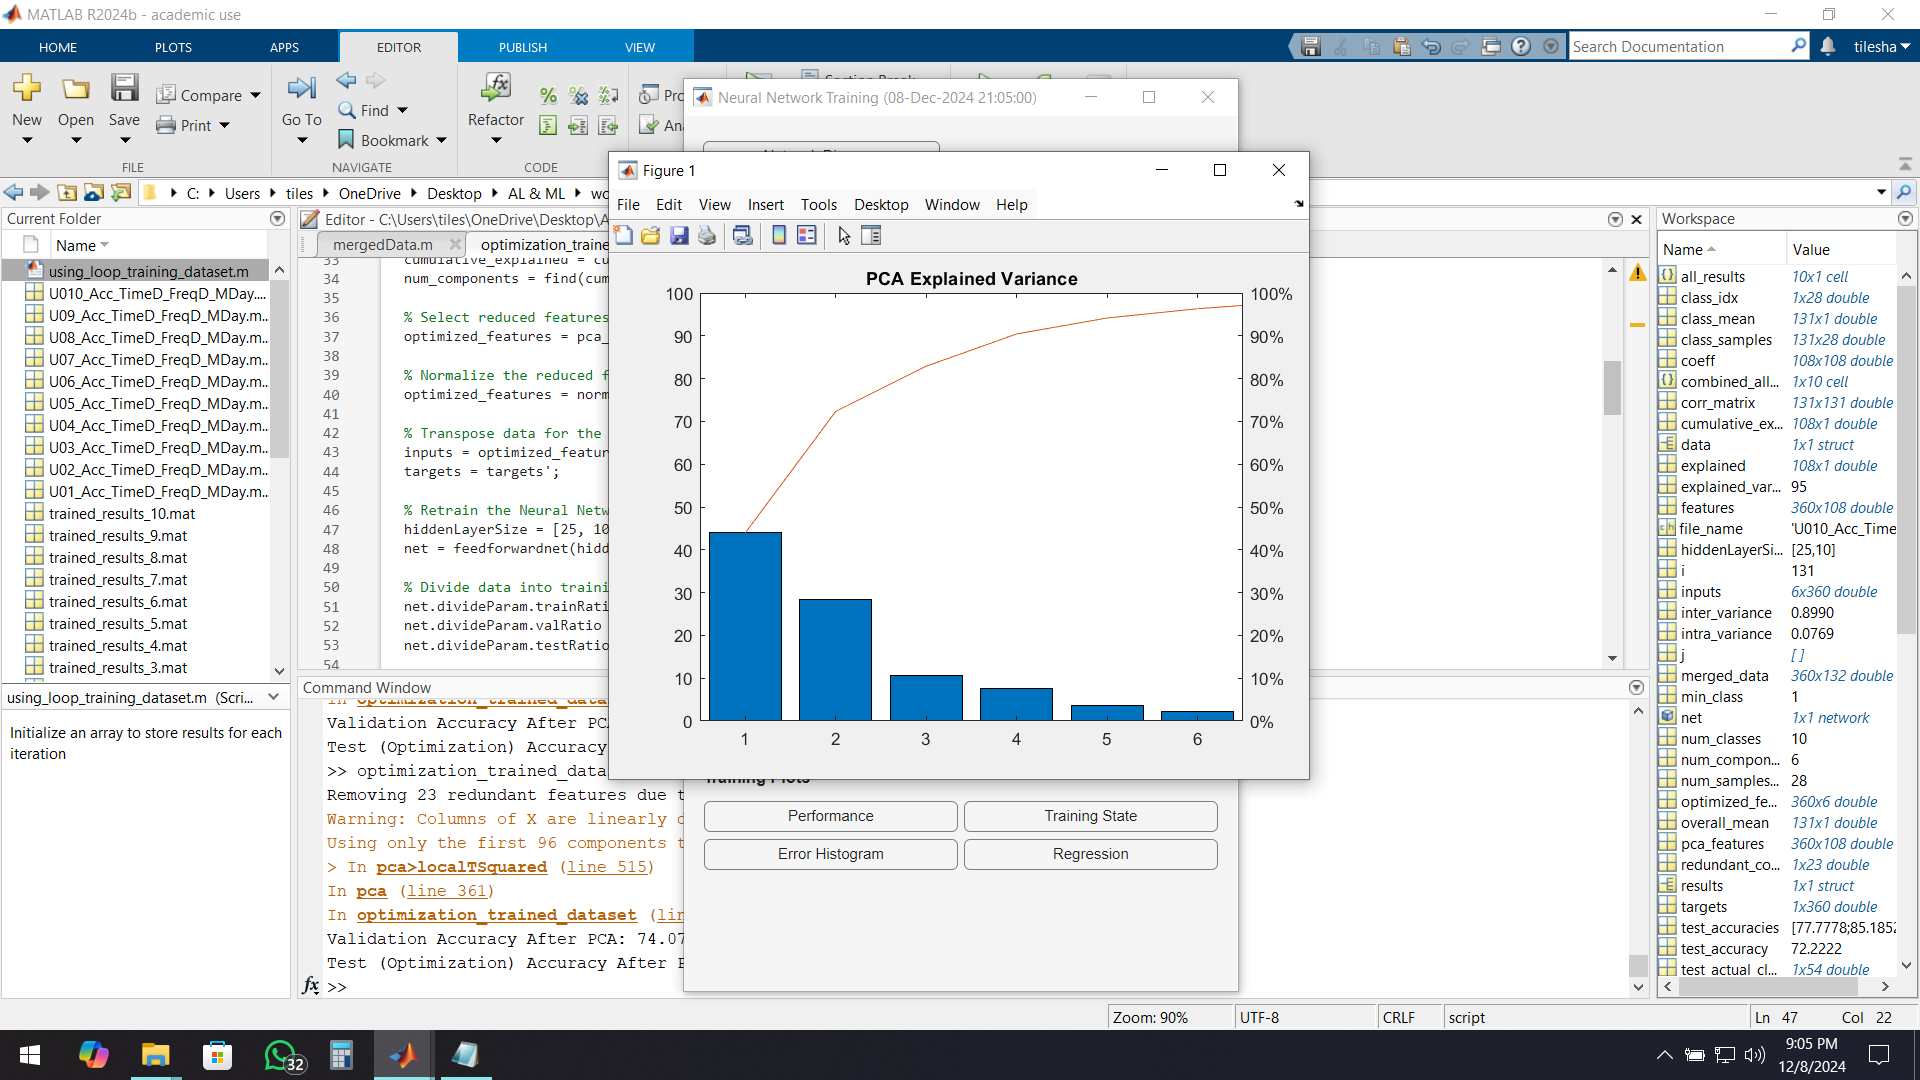 MATLAB R2024b - academic use
HOME PLOTS APPS EDITOR PUBLISH VIEW
Search Documentation
tilesha
New Open Save
Compare
Print
FILE
Go To
Find
Bookmark
NAVIGATE
Refactor
CODE
Neural Network Training (08-Dec-2024 21:05:00)
C: Users tiles OneDrive Desktop AL & ML
Current Folder
Name
using_loop_training_dataset.m
U010_Acc_TimeD_FreqD_MDay....
U09_Acc_TimeD_FreqD_MDay.m...
U08_Acc_TimeD_FreqD_MDay.m...
U07_Acc_TimeD_FreqD_MDay.m...
U06_Acc_TimeD_FreqD_MDay.m...
U05_Acc_TimeD_FreqD_MDay.m...
U04_Acc_TimeD_FreqD_MDay.m...
U03_Acc_TimeD_FreqD_MDay.m...
U02_Acc_TimeD_FreqD_MDay.m...
U01_Acc_TimeD_FreqD_MDay.m...
trained_results_10.mat
trained_results_9.mat
trained_results_8.mat
trained_results_7.mat
trained_results_6.mat
trained_results_5.mat
trained_results_4.mat
trained_results_3.mat
using_loop_training_dataset.m (Scri...
Initialize an array to store results for each
iteration
Editor - C:\Users\tiles\OneDrive\Desktop\A
mergedData.m optimization_traine
33 cumulative_explained = cu
34 num_components = find(cum
35
36 % Select reduced features
37 optimized_features = pca_
38
39 % Normalize the reduced f
40 optimized_features = norm
41
42 % Transpose data for the
43 inputs = optimized_featur
44 targets = targets';
45
46 % Retrain the Neural Netw
47 hiddenLayerSize = [25, 10
48 net = feedforwardnet(hidd
49
50 % Divide data into traini
51 net.divideParam.trainRati
52 net.divideParam.valRatio
53 net.divideParam.testRatio
54
Command Window
In optimization_trained_data
Validation Accuracy After PC
Test (Optimization) Accuracy
>> optimization_trained_data
Removing 23 redundant features due t
Warning: Columns of X are linearly
Using only the first 96 components t
> In pca>localTSquared (line 515)
In pca (line 361)
In optimization_trained_dataset (lin
Validation Accuracy After PCA: 74.07
Test (Optimization) Accuracy After
fx >>
Figure 1
File Edit View Insert Tools Desktop Window Help
PCA Explained Variance
100
90
80
70
60
50
40
30
20
10
0
100%
90%
80%
70%
60%
50%
40%
30%
20%
10%
0%
1 2 3 4 5 6
Training Plots
Performance Training State
Error Histogram Regression
Workspace
Name Value
all_results 10x1 cell
class_idx 1x28 double
class_mean 131x1 double
class_samples 131x28 double
coeff 108x108 double
combined_all... 1x10 cell
corr_matrix 131x131 double
cumulative_ex... 108x1 double
data 1x1 struct
explained 108x1 double
explained_var... 95
features 360x108 double
file_name 'U010_Acc_Time
hiddenLayerSi... [25,10]
i 131
inputs 6x360 double
inter_variance 0.8990
intra_variance 0.0769
j []
merged_data 360x132 double
min_class 1
net 1x1 network
num_classes 10
num_compon... 6
num_samples... 28
optimized_fe... 360x6 double
overall_mean 131x1 double
pca_features 360x108 double
redundant_co... 1x23 double
results 1x1 struct
targets 1x360 double
test_accuracies [77.7778;85.1852
test_accuracy 72.2222
test_actual_cl... 1x54 double
Zoom: 90% UTF-8 CRLF script Ln 47 Col 22
32
9:05 PM
12/8/2024